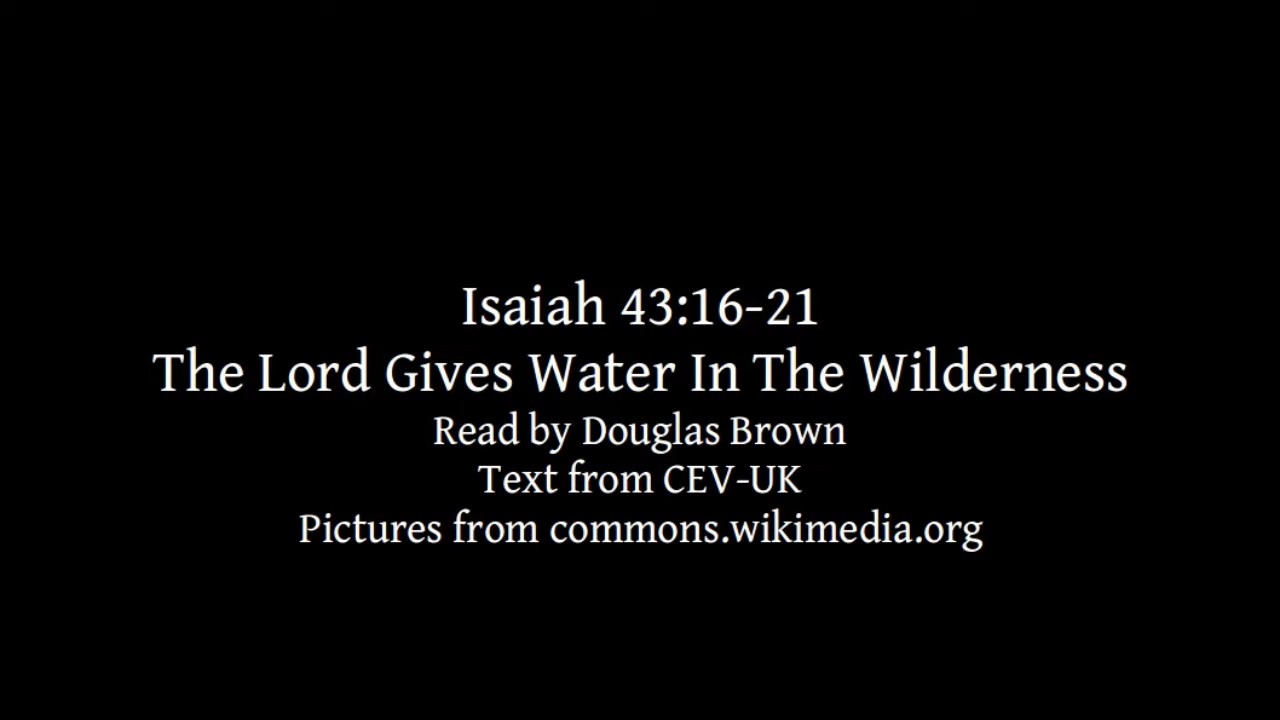 Isaiah 43:16-21
The Lord Gives Water In The Wilderness
Read by Douglas Brown
Text from CEV-UK
Pictures from commons.wikimedia.org